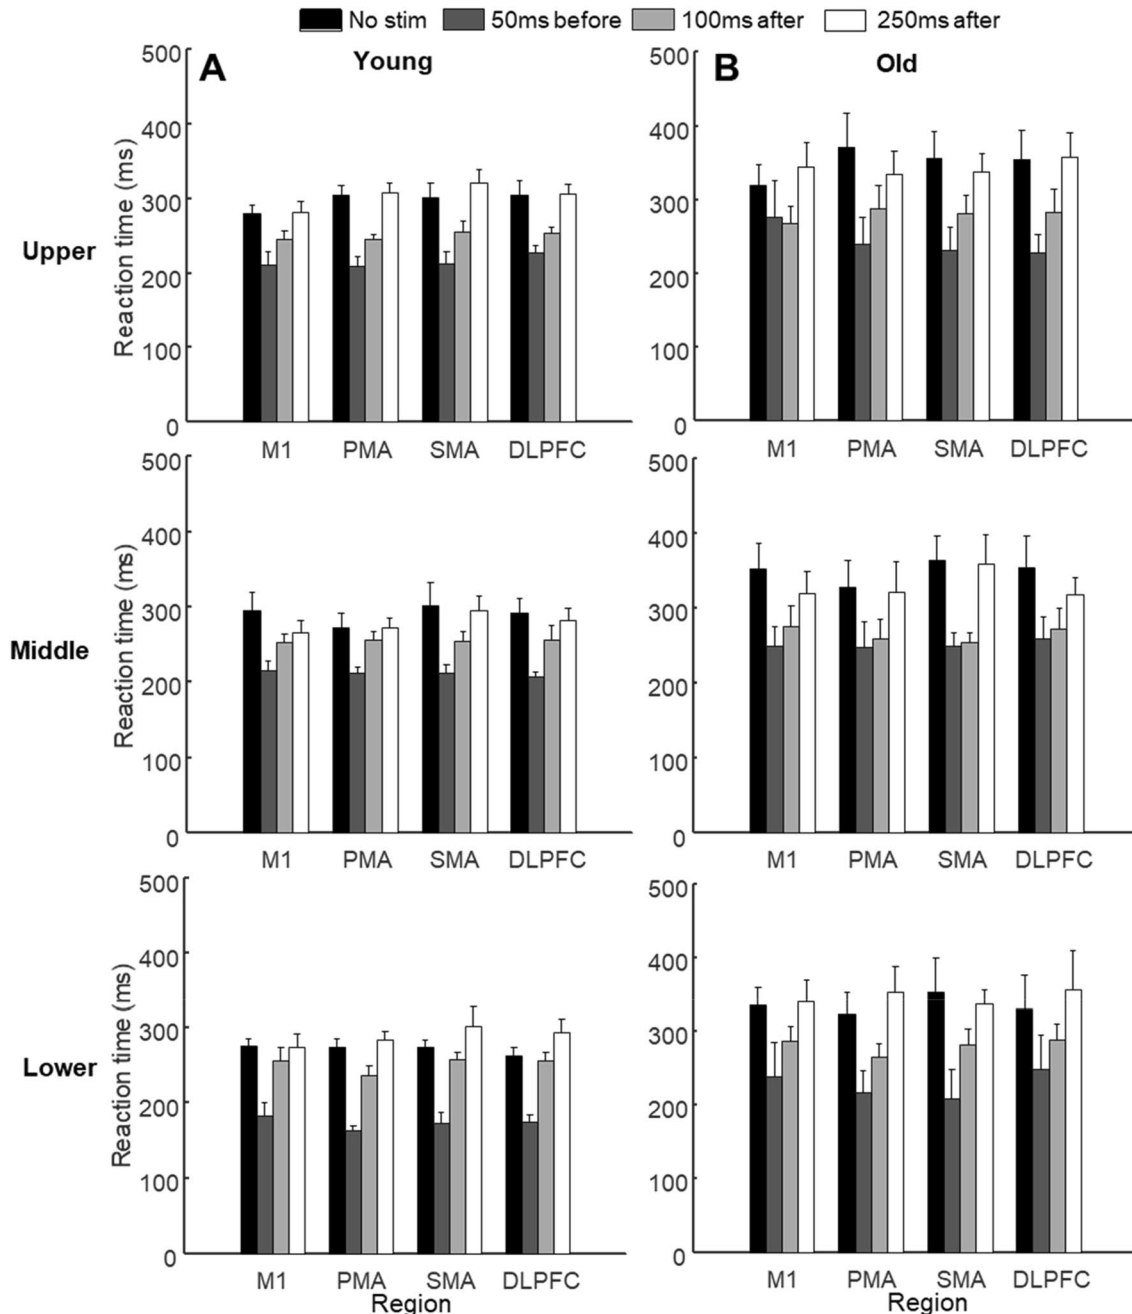 No stim 50ms before 100ms after 250ms after
A Young
B Old
Upper
Reaction time (ms)
500
400
300
200
100
0
M1 PMA SMA DLPFC
500
400
300
200
100
0
M1 PMA SMA DLPFC
Middle
Reaction time (ms)
500
400
300
200
100
0
M1 PMA SMA DLPFC
500
400
300
200
100
0
M1 PMA SMA DLPFC
Lower
Reaction time (ms)
500
400
300
200
100
0
M1 PMA SMA DLPFC
Region
500
400
300
200
100
0
M1 PMA SMA DLPFC
Region